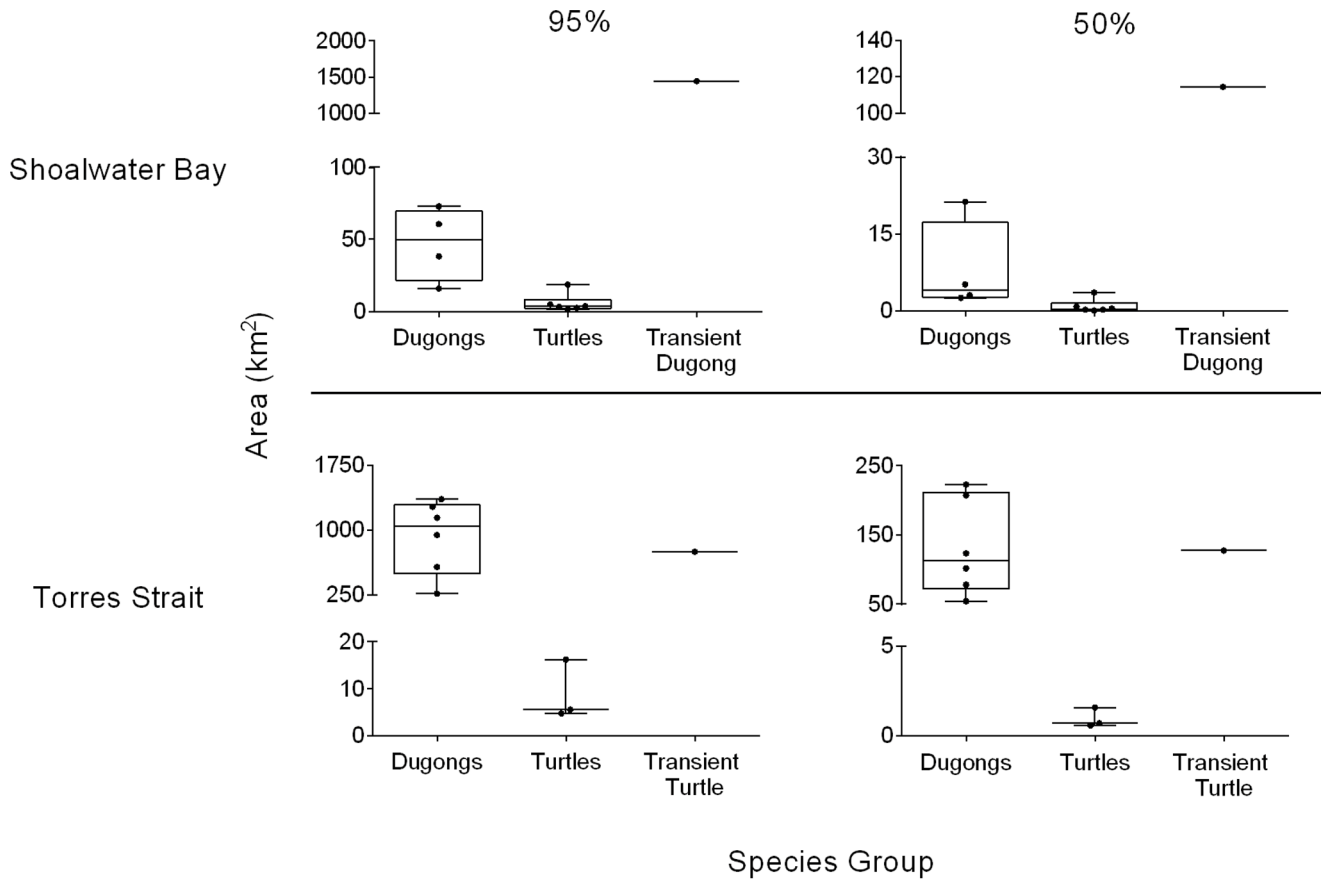 95%
50%
Shoalwater Bay
Torres Strait
Area (km²)
2000
1500
1000
100
50
0
Dugongs
Turtles
Transient
Dugong
140
120
100
30
15
0
Dugongs
Turtles
Transient
Dugong
1750
1000
250
20
10
0
Dugongs
Turtles
Transient
Turtle
250
150
50
5
0
Dugongs
Turtles
Transient
Turtle
Species Group